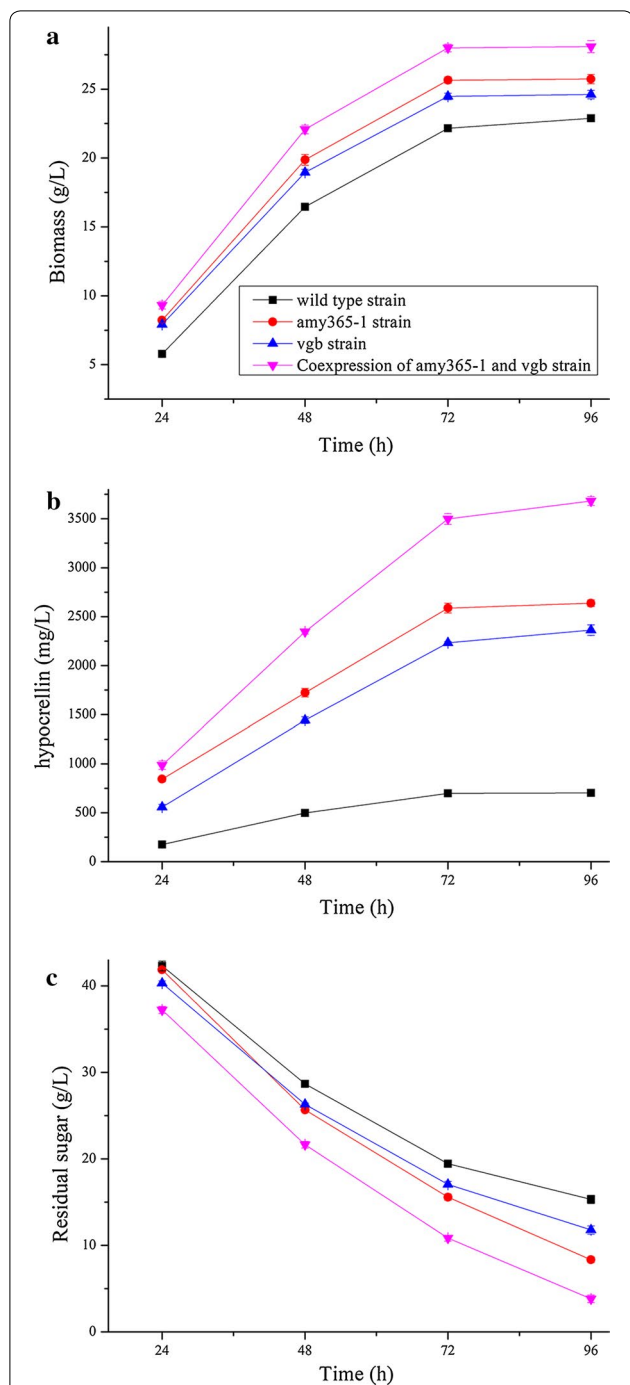 a
25
20
15
10
5
Biomass (g/L)
wild type strain
amy365-1 strain
vgb strain
Coexpression of amy365-1 and vgb strain
24 48 72 96
Time (h)
b
3500
3000
2500
2000
1500
1000
500
0
hypocrellin (mg/L)
24 48 72 96
Time (h)
c
40
30
20
10
0
Residual sugar (g/L)
24 48 72 96
Time (h)